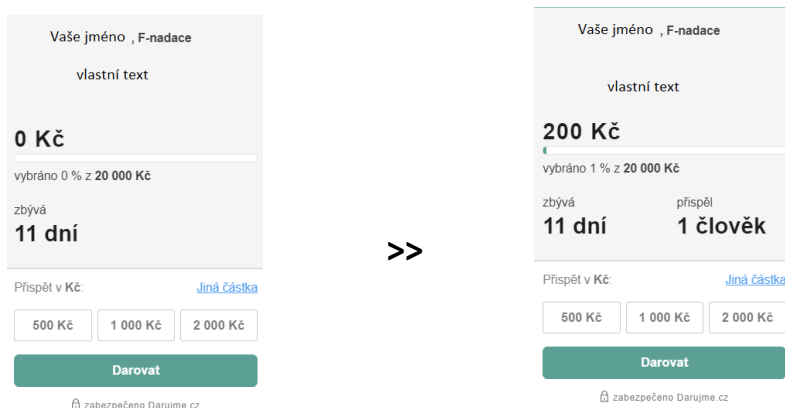 Vaše jméno , F-nadace
vlastní text
0 Kč
vybráno 0 % z 20 000 Kč
zbývá
11 dní
Přispět v Kč:
Jiná částka
500 Kč
1 000 Kč
2 000 Kč
Darovat
zabezpečeno Darujme.cz
>>
Vaše jméno , F-nadace
vlastní text
200 Kč
vybráno 1 % z 20 000 Kč
zbývá
11 dní
přispěl
1 člověk
Přispět v Kč:
Jiná částka
500 Kč
1 000 Kč
2 000 Kč
Darovat
zabezpečeno Darujme.cz